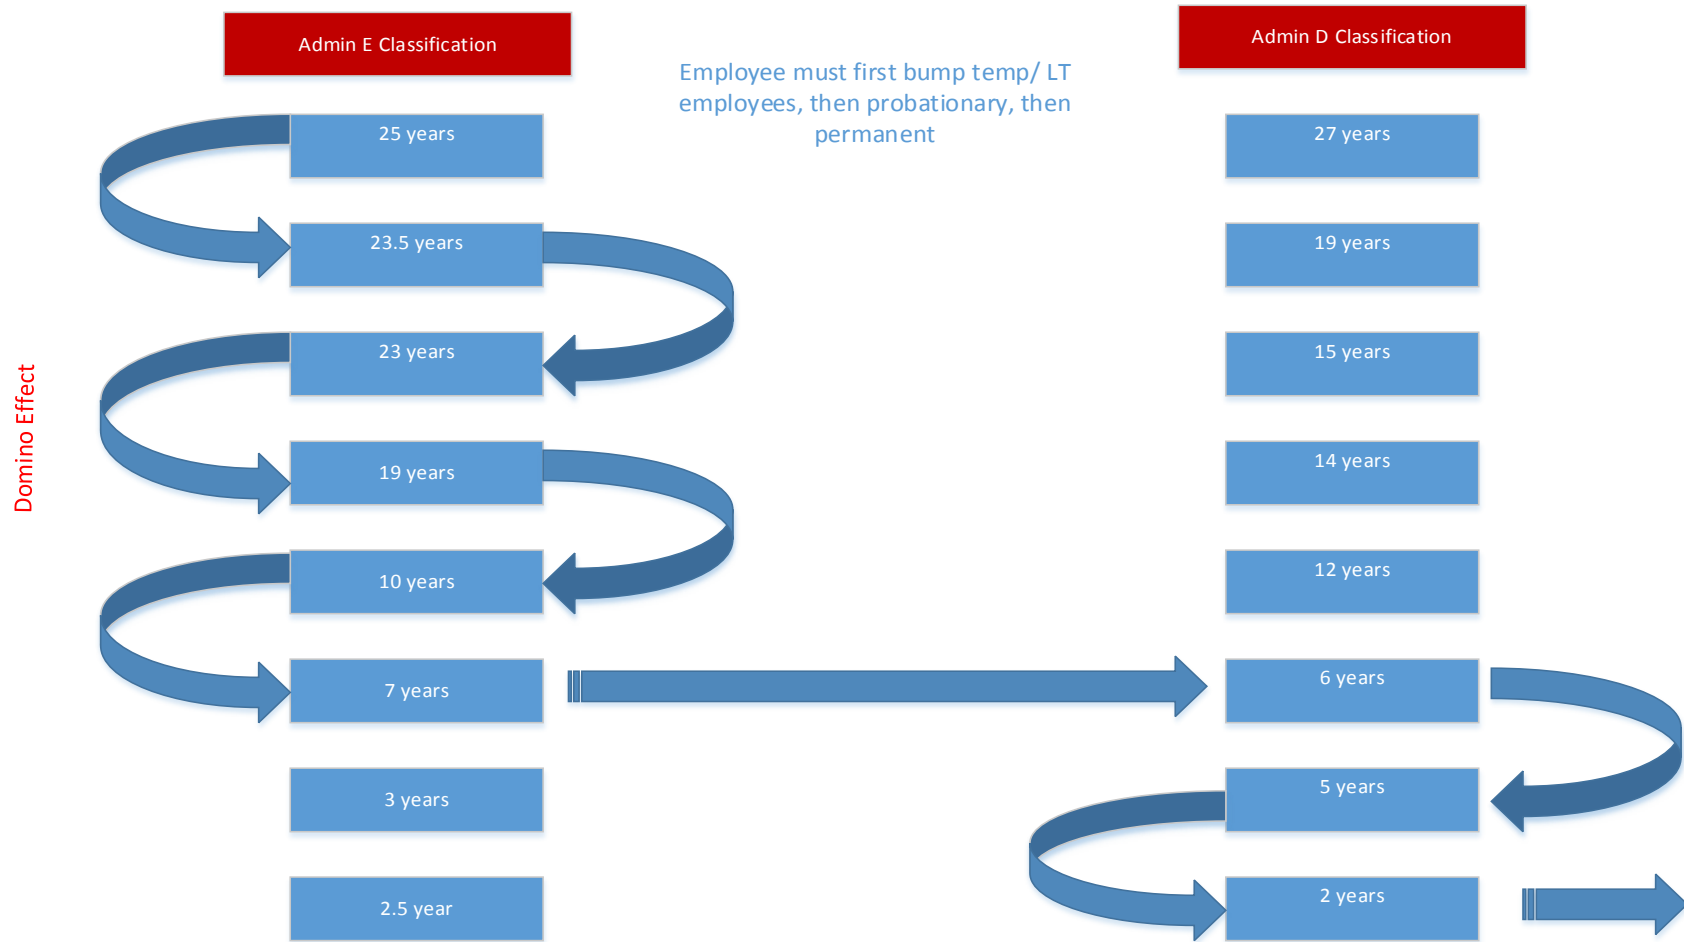 Admin E Classification
Admin D Classification
Employee must first bump temp/ LT
employees, then probationary, then
permanent
Domino Effect
25 years
23.5 years
23 years
19 years
10 years
7 years
3 years
2.5 year
27 years
19 years
15 years
14 years
12 years
6 years
5 years
2 years